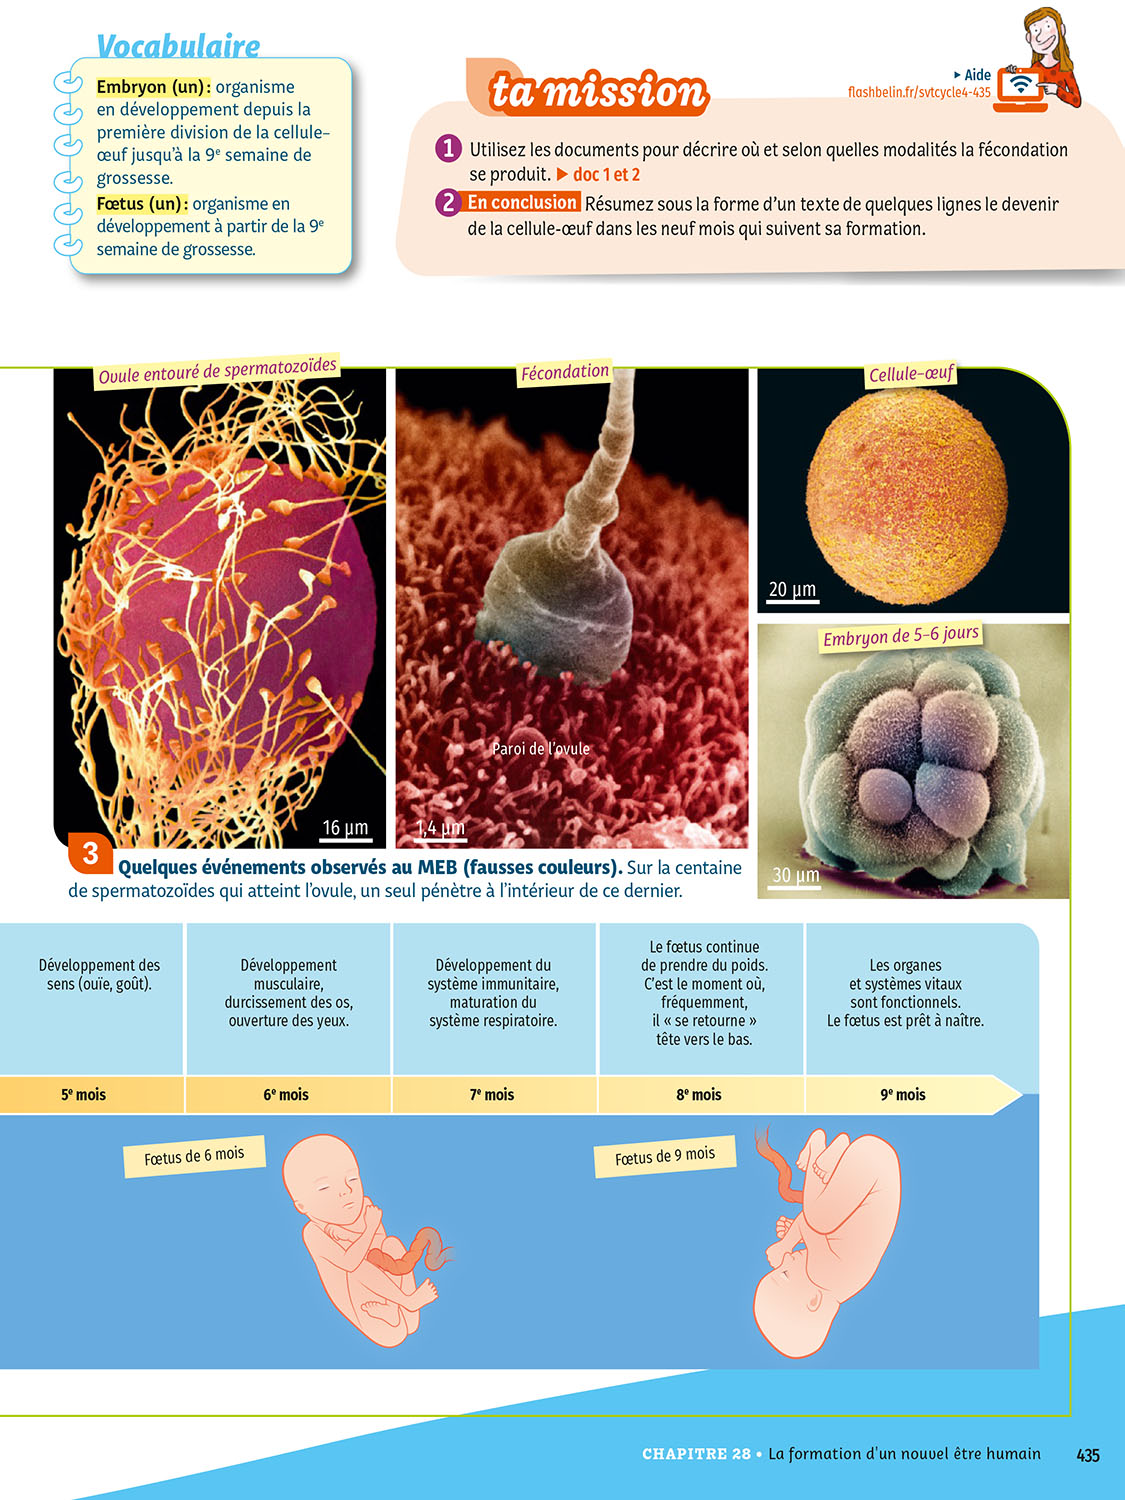 Vocabulaire
Embryon (un) : organisme
en développement depuis la
première division de la cellule-
œuf jusqu'à la 9e semaine de
grossesse.
Fœtus (un) : organisme en
développement à partir de la 9e
semaine de grossesse.
ta mission
▸ Aide
flashbelin.fr/svtcycle4-435
1 Utilisez les documents pour décrire où et selon quelles modalités la fécondation
se produit. ▶ doc 1 et 2
2 En conclusion Résumez sous la forme d'un texte de quelques lignes le devenir
de la cellule-œuf dans les neuf mois qui suivent sa formation.
Ovule entouré de spermatozoïdes
16 µm
Fécondation
Paroi de l'ovule
1,4 µm
Cellule-œuf
20 µm
Embryon de 5-6 jours
30 µm
3 Quelques événements observés au MEB (fausses couleurs). Sur la centaine
de spermatozoïdes qui atteint l'ovule, un seul pénètre à l'intérieur de ce dernier.
Développement des
sens (ouïe, goût).
Développement
musculaire,
durcissement des os,
ouverture des yeux.
Développement du
système immunitaire,
maturation du
système respiratoire.
Le fœtus continue
de prendre du poids.
C'est le moment où,
fréquemment,
il « se retourne »
tête vers le bas.
Les organes
et systèmes vitaux
sont fonctionnels.
Le fœtus est prêt à naître.
5e mois
6e mois
7e mois
8e mois
9e mois
Fœtus de 6 mois
Fœtus de 9 mois
CHAPITRE 28 • La formation d'un nouvel être humain 435